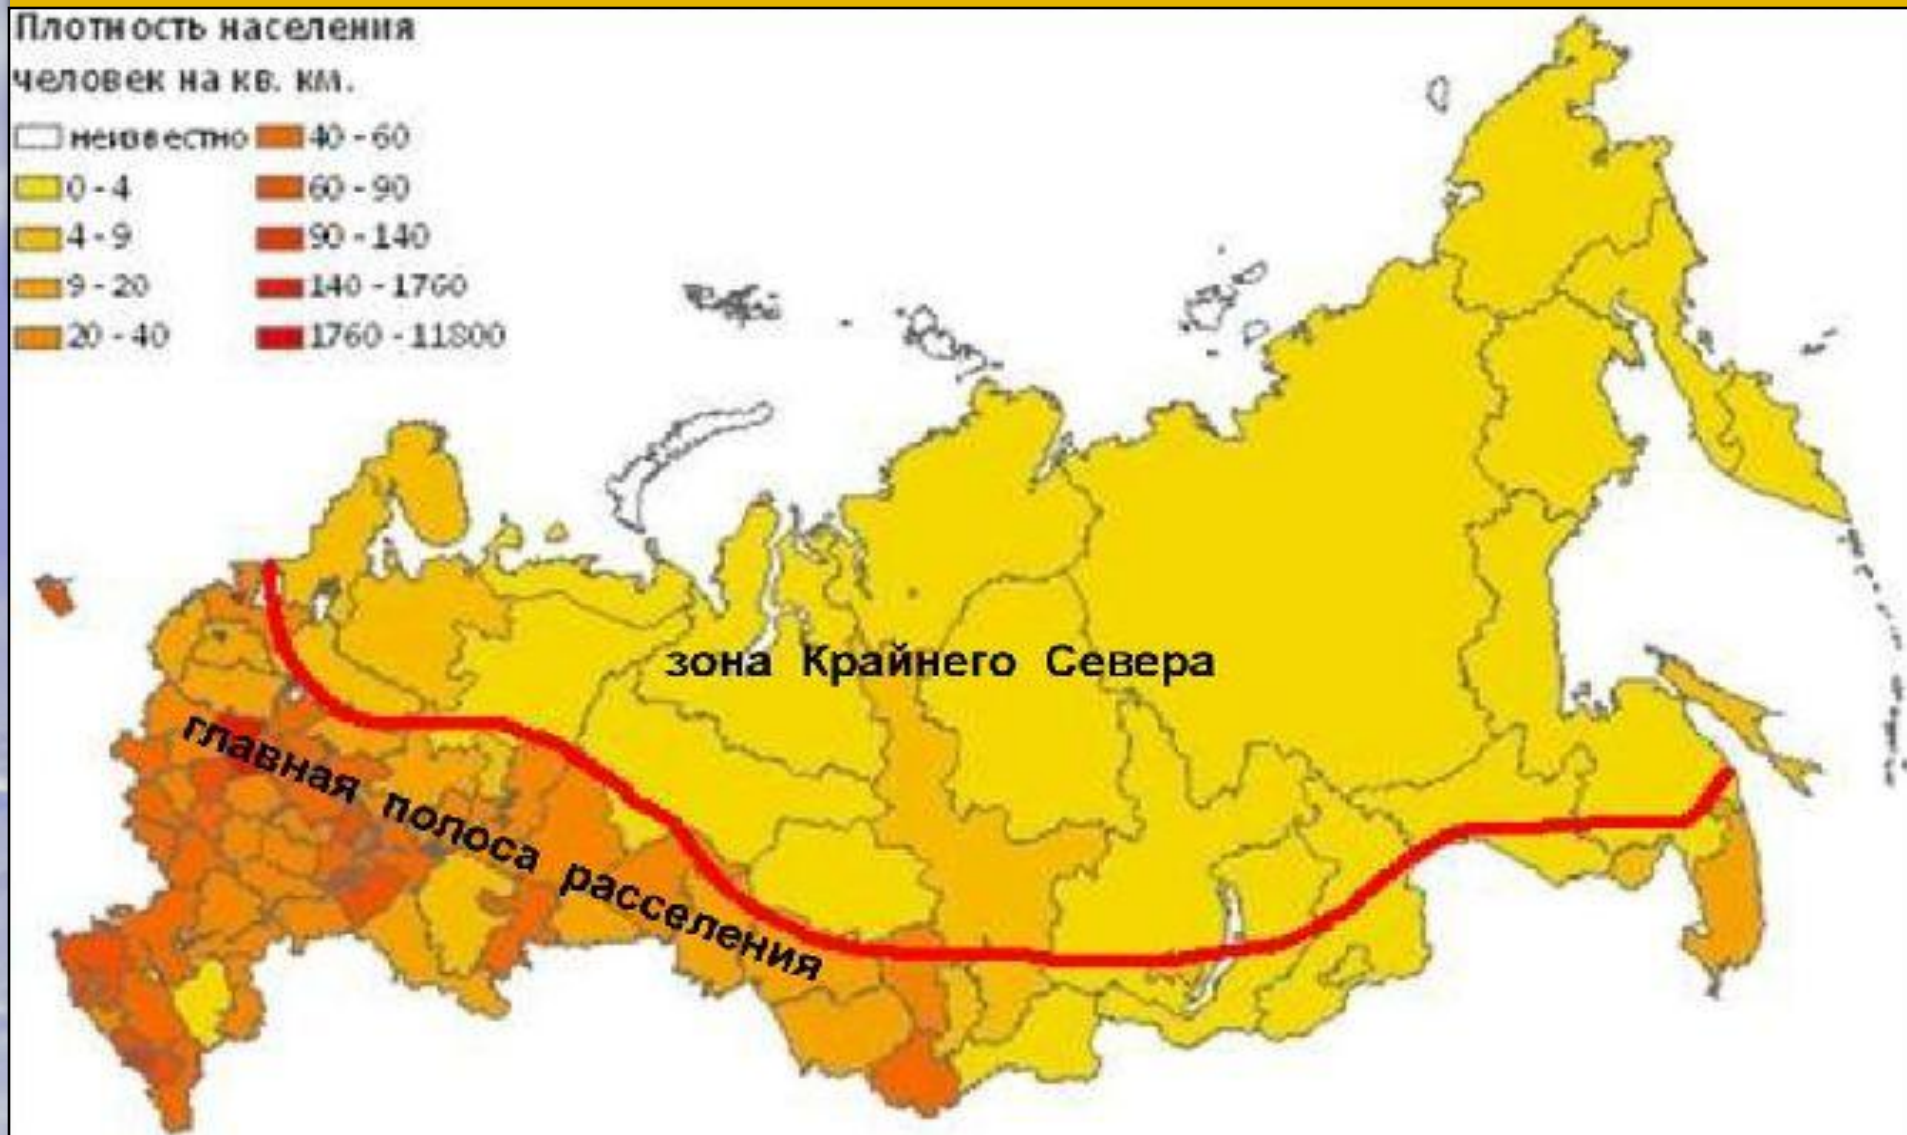 Плотность населения
человек на кв. км.
неизвестно
0 - 4
4 - 9
9 - 20
20 - 40
40 - 60
60 - 90
90 - 140
140 - 1760
1760 - 11800
зона Крайнего Севера
главная полоса расселения